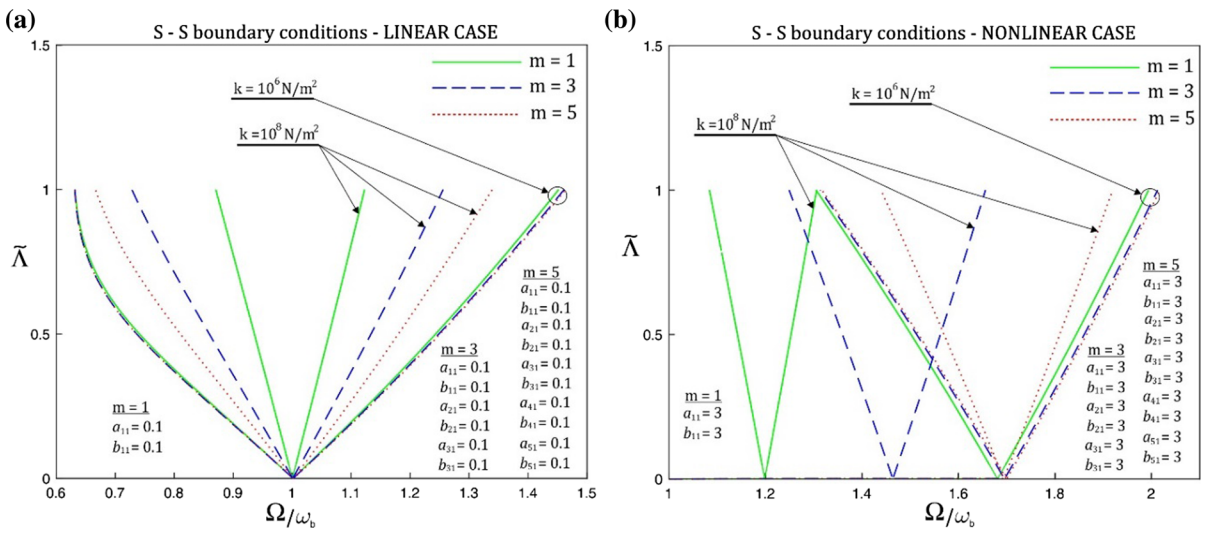 (a)
S - S boundary conditions - LINEAR CASE
1.5
1
0.5
0
Λ̃
m = 1
m = 3
m = 5
k = 10⁶ N/m²
k = 10⁸ N/m²
m = 1
a₁₁= 0.1
b₁₁= 0.1
m = 3
a₁₁= 0.1
b₁₁= 0.1
a₂₁= 0.1
b₂₁= 0.1
a₃₁= 0.1
b₃₁= 0.1
m = 5
a₁₁= 0.1
b₁₁= 0.1
a₂₁= 0.1
b₂₁= 0.1
a₃₁= 0.1
b₃₁= 0.1
a₄₁= 0.1
b₄₁= 0.1
a₅₁= 0.1
b₅₁= 0.1
0.6 0.7 0.8 0.9 1 1.1 1.2 1.3 1.4 1.5
Ω/ω_b
(b)
S - S boundary conditions - NONLINEAR CASE
1.5
1
0.5
0
Λ̃
m = 1
m = 3
m = 5
k = 10⁶ N/m²
k = 10⁸ N/m²
m = 1
a₁₁= 3
b₁₁= 3
m = 3
a₁₁= 3
b₁₁= 3
a₂₁= 3
b₂₁= 3
a₃₁= 3
b₃₁= 3
m = 5
a₁₁= 3
b₁₁= 3
a₂₁= 3
b₂₁= 3
a₃₁= 3
b₃₁= 3
a₄₁= 3
b₄₁= 3
a₅₁= 3
b₅₁= 3
1 1.2 1.4 1.6 1.8 2
Ω/ω_b